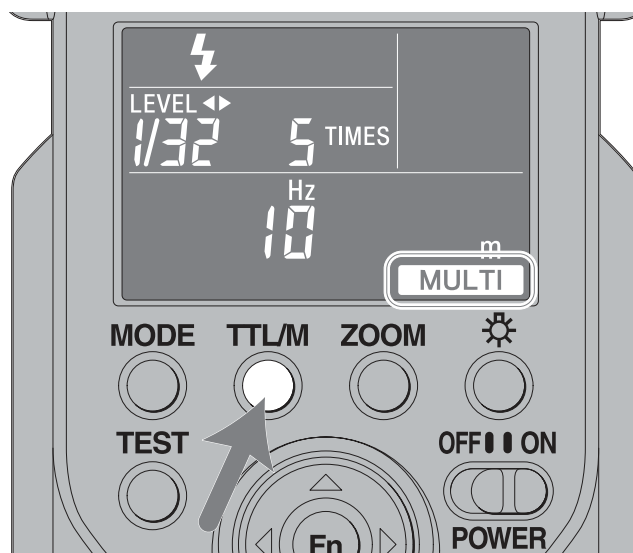 LEVEL
1/32 5 TIMES
Hz
10
m
MULTI
MODE TTL/M ZOOM
TEST OFF ON
Fn POWER